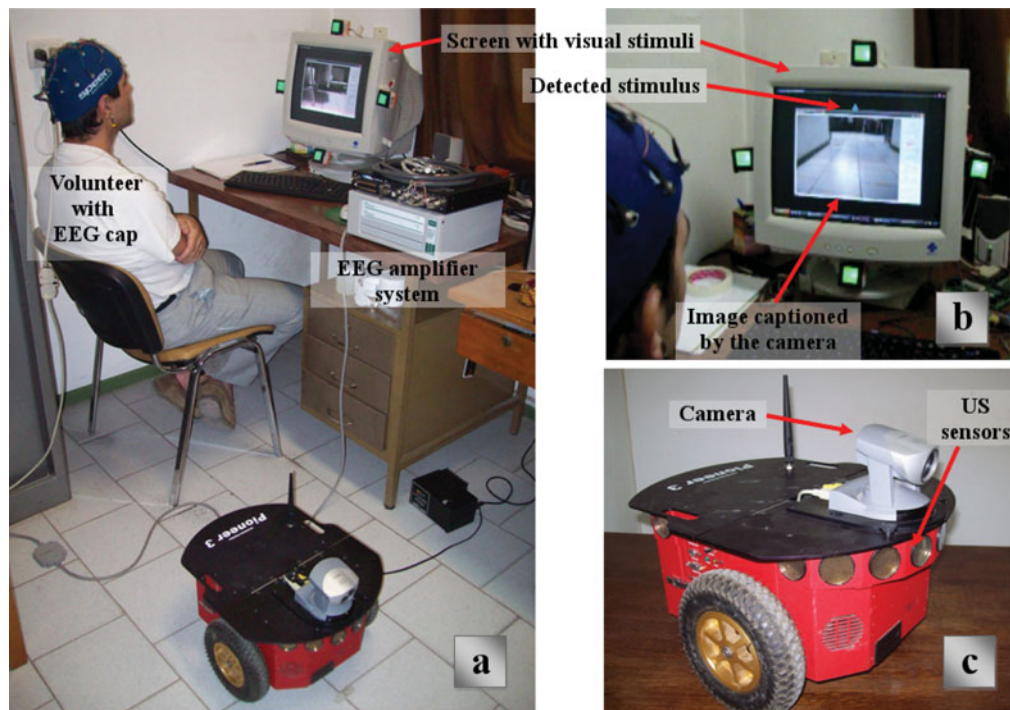 Screen with visual stimuli
Detected stimulus
Volunteer
with
EEG cap
EEG amplifier
system
Pioneer 3
a
Image captioned
by the camera
b
Camera
US
sensors
Pioneer 3
c